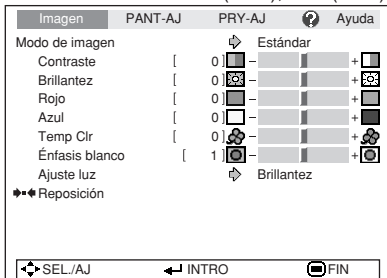 Imagen PANT-AJ PRY-AJ ? Ayuda
Modo de imagen Estándar
Contraste [ 0 ] - +
Brillantez [ 0 ] - +
Rojo [ 0 ] - +
Azul [ 0 ] - +
Temp Clr [ 0 ] - +
Énfasis blanco [ 1 ] - +
Ajuste luz Brillantez
Reposición
SEL./AJ INTRO FIN